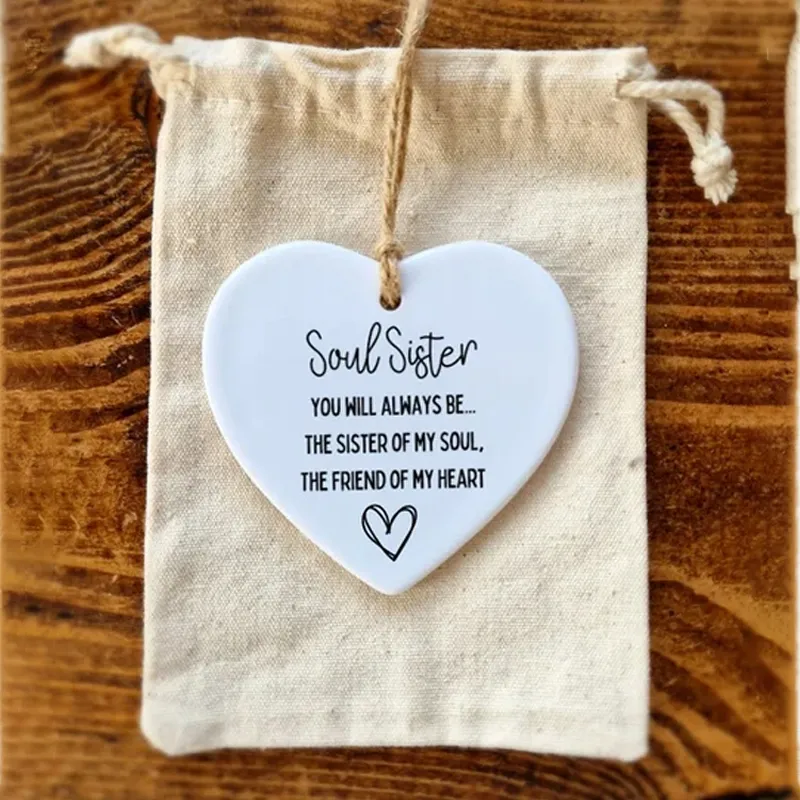 Soul Sister
YOU WILL ALWAYS BE...
THE SISTER OF MY SOUL,
THE FRIEND OF MY HEART